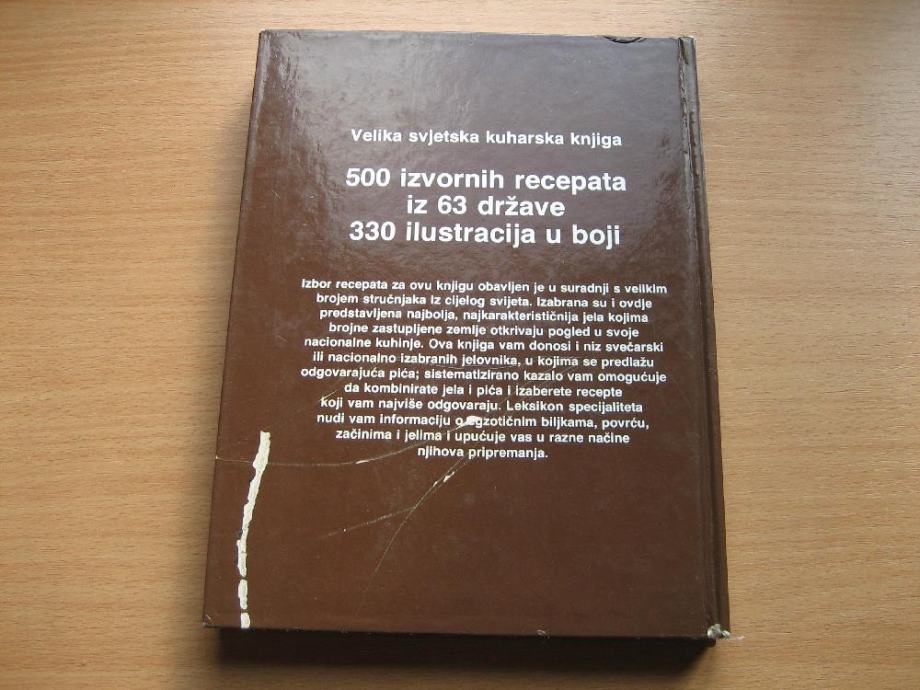 Velika svjetska kuharska knjiga
500 izvornih recepata
iz 63 države
330 ilustracija u boji
Izbor recepata za ovu knjigu obavljen je u suradnji s velikim
brojem stručnjaka iz cijelog svijeta. Izabrana su i ovdje
predstavljena najbolja, najkarakterističnija jela kojima
brojne zastupljene zemlje otkrivaju pogled u svoje
nacionalne kuhinje. Ova knjiga vam donosi i niz svečarski
ili nacionalno izabranih jelovnika, u kojima se predlažu
odgovarajuća pića; sistematizirano kazalo vam omogućuje
da kombinirate jela i pića i izaberete recepte
koji vam najviše odgovaraju. Leksikon specijaliteta
nudi vam informaciju o egzotičnim biljkama, povrću,
začinima i jelima i upućuje vas u razne načine
njihova pripremanja.